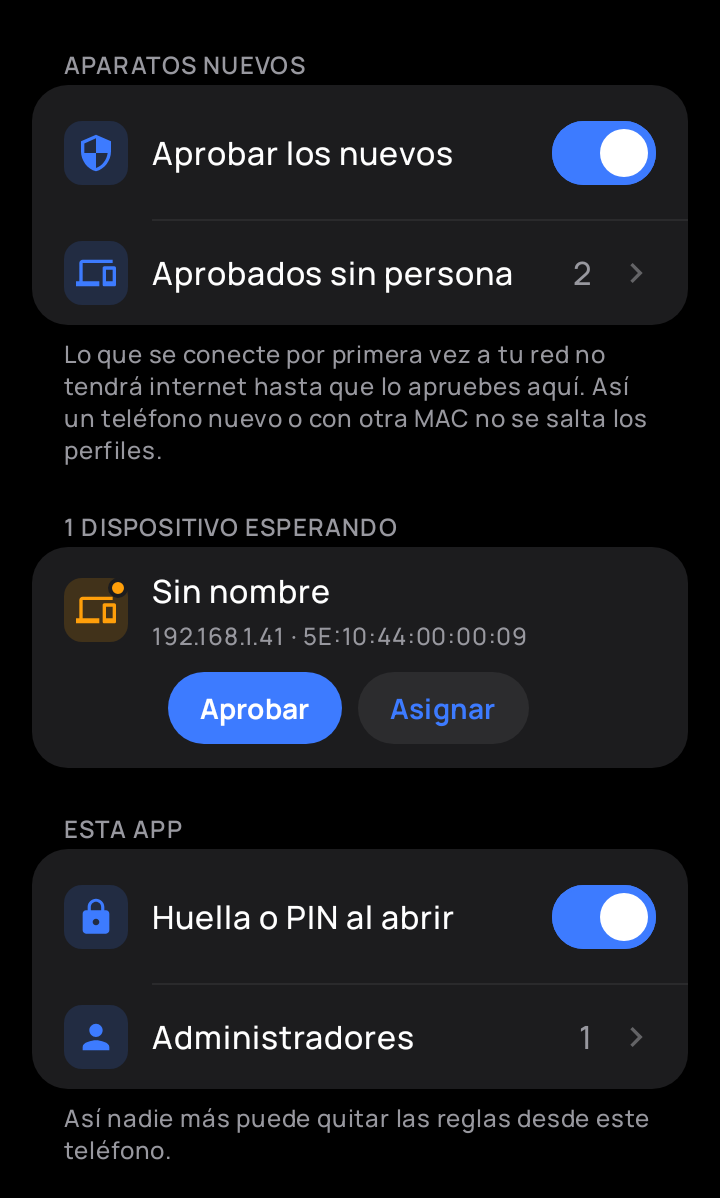 APARATOS NUEVOS
Aprobar los nuevos
Aprobados sin persona 2
Lo que se conecte por primera vez a tu red no
tendrá internet hasta que lo apruebes aquí. Así
un teléfono nuevo o con otra MAC no se salta los
perfiles.
1 DISPOSITIVO ESPERANDO
Sin nombre
192.168.1.41 · 5E:10:44:00:00:09
Aprobar Asignar
ESTA APP
Huella o PIN al abrir
Administradores 1
Así nadie más puede quitar las reglas desde este
teléfono.